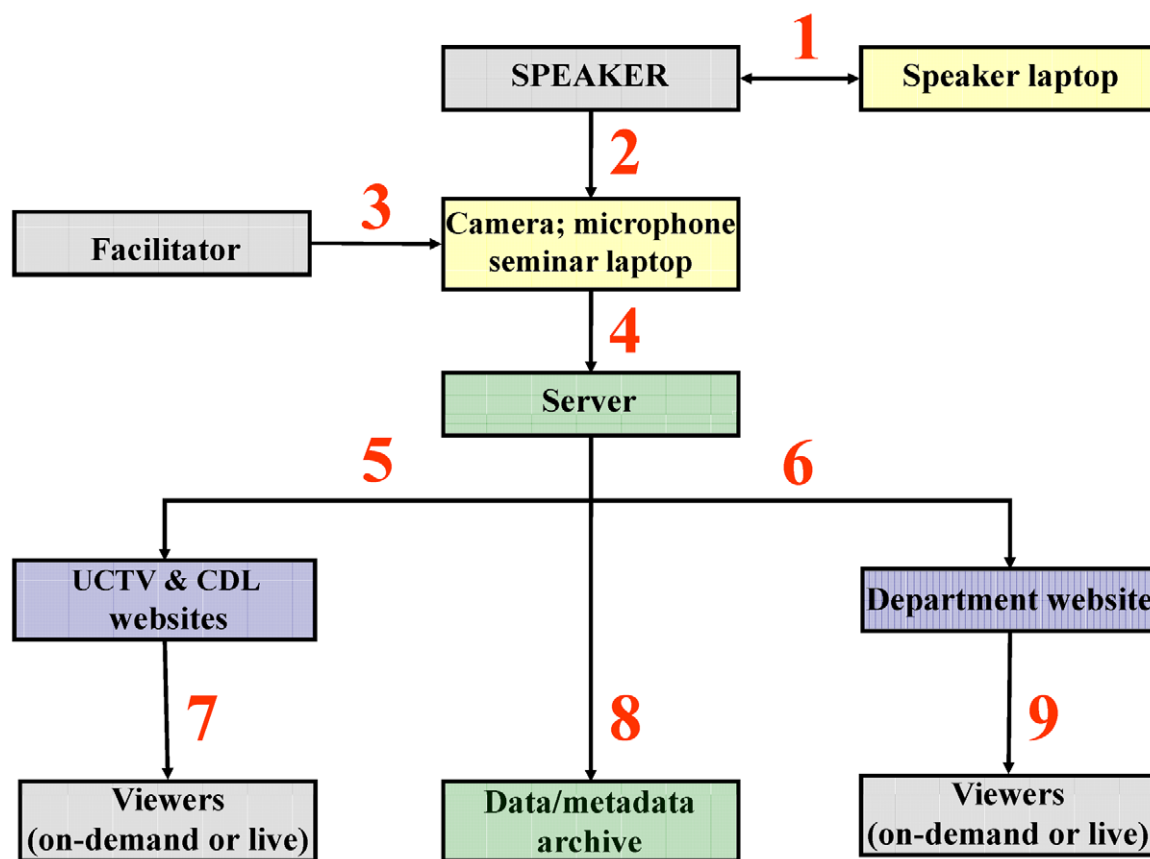 1
SPEAKER
Speaker laptop
2
3
Camera; microphone
seminar laptop
Facilitator
4
Server
5
6
UCTV & CDL
websites
Department website
7
8
9
Viewers
(on-demand or live)
Data/metadata
archive
Viewers
(on-demand or live)